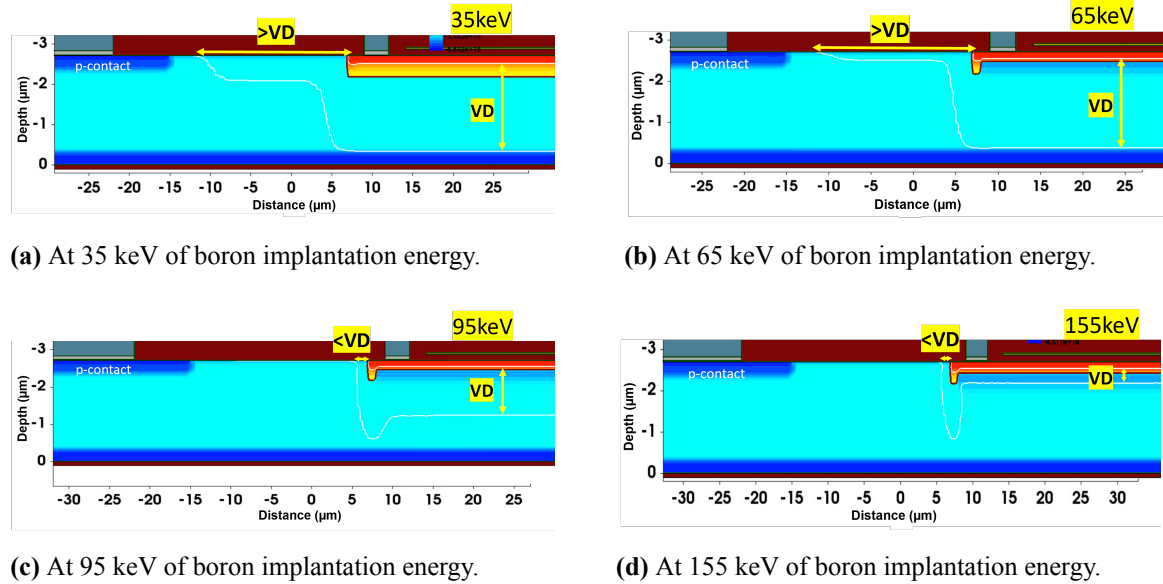 35keV
>VD
-3
-2
-1
0
p-contact
VD
Depth (µm)
-25 -20 -15 -10 -5 0 5 10 15 20 25
Distance (µm)
(a) At 35 keV of boron implantation energy.
65keV
>VD
-3
-2
-1
0
p-contact
VD
Depth (µm)
-25 -20 -15 -10 -5 0 5 10 15 20 25
Distance (µm)
(b) At 65 keV of boron implantation energy.
95keV
<VD
-3
-2
-1
0
p-contact
VD
Depth (µm)
-30 -25 -20 -15 -10 -5 0 5 10 15 20 25
Distance (µm)
(c) At 95 keV of boron implantation energy.
155keV
<VD
-3
-2
-1
0
p-contact
VD
Depth (µm)
-30 -25 -20 -15 -10 -5 0 5 10 15 20 25 30
Distance (µm)
(d) At 155 keV of boron implantation energy.